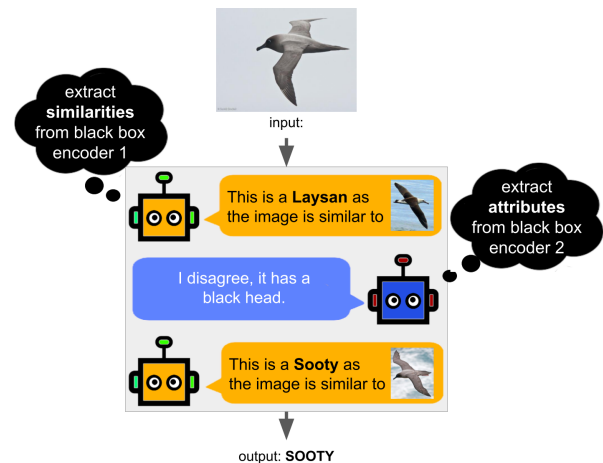 input:
extract
similarities
from black box
encoder 1
This is a Laysan as
the image is similar to
extract
attributes
from black box
encoder 2
I disagree, it has a
black head.
This is a Sooty as
the image is similar to
output: SOOTY